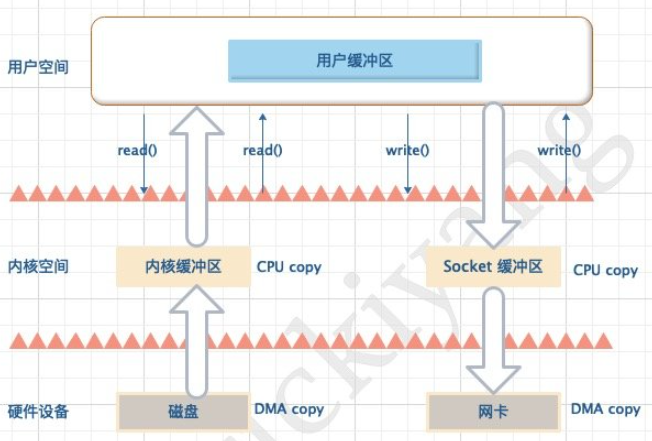 用户空间
用户缓冲区
read()
read()
write()
write()
内核空间
内核缓冲区
CPU copy
Socket 缓冲区
CPU copy
硬件设备
磁盘
DMA copy
网卡
DMA copy